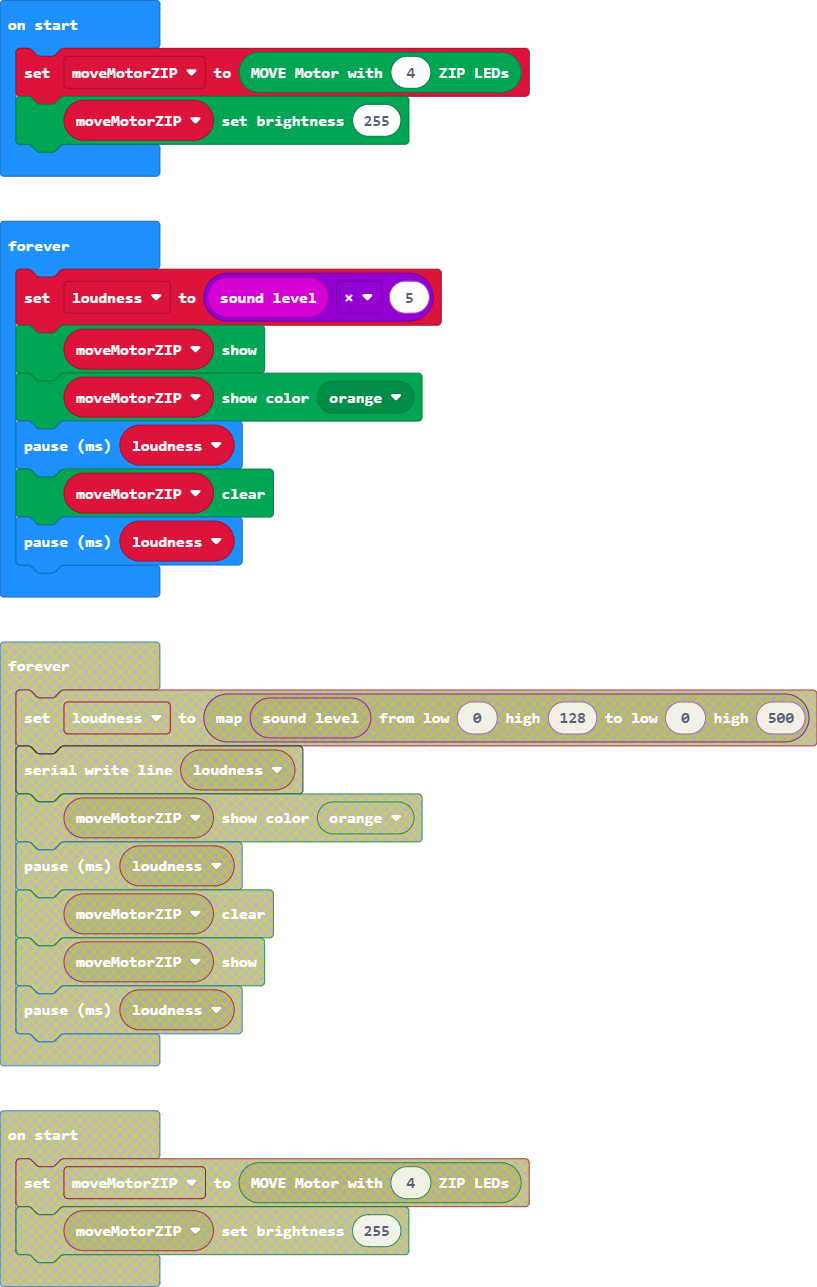 on start
set moveMotorZIP to MOVE Motor with 4 ZIP LEDs
moveMotorZIP set brightness 255
forever
set loudness to sound level × 5
moveMotorZIP show
moveMotorZIP show color orange
pause (ms) loudness
moveMotorZIP clear
pause (ms) loudness
forever
set loudness to map sound level from low 0 high 128 to low 0 high 500
serial write line loudness
moveMotorZIP show color orange
pause (ms) loudness
moveMotorZIP clear
moveMotorZIP show
pause (ms) loudness
on start
set moveMotorZIP to MOVE Motor with 4 ZIP LEDs
moveMotorZIP set brightness 255